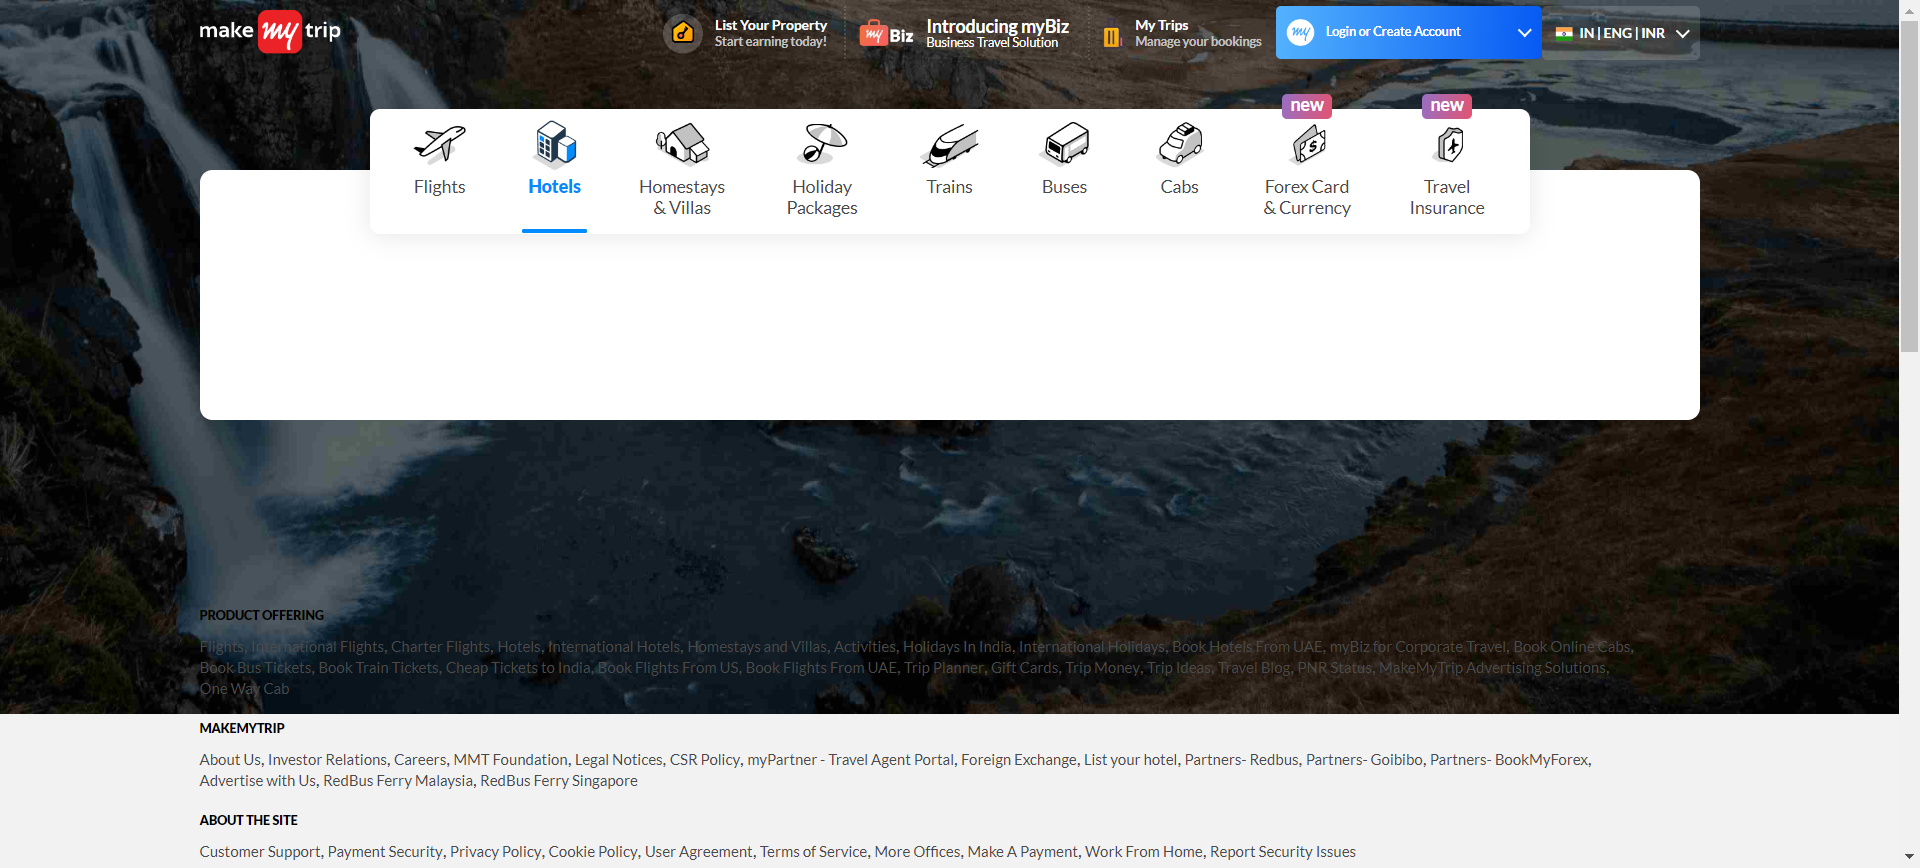 make my trip
List Your Property
Start earning today!
my Biz
Introducing myBiz
Business Travel Solution
My Trips
Manage your bookings
my
Login or Create Account
IN | ENG | INR
new
new
Flights
Hotels
Homestays
& Villas
Holiday
Packages
Trains
Buses
Cabs
Forex Card
& Currency
Travel
Insurance
PRODUCT OFFERING
Flights, International Flights, Charter Flights, Hotels, International Hotels, Homestays and Villas, Activities, Holidays In India, International Holidays, Book Hotels From UAE, myBiz for Corporate Travel, Book Online Cabs,
Book Bus Tickets, Book Train Tickets, Cheap Tickets to India, Book Flights From US, Book Flights From UAE, Trip Planner, Gift Cards, Trip Money, Trip Ideas, Travel Blog, PNR Status, MakeMyTrip Advertising Solutions,
One Way Cab
MAKEMYTRIP
About Us, Investor Relations, Careers, MMT Foundation, Legal Notices, CSR Policy, myPartner - Travel Agent Portal, Foreign Exchange, List your hotel, Partners- Redbus, Partners- Goibibo, Partners- BookMyForex,
Advertise with Us, RedBus Ferry Malaysia, RedBus Ferry Singapore
ABOUT THE SITE
Customer Support, Payment Security, Privacy Policy, Cookie Policy, User Agreement, Terms of Service, More Offices, Make A Payment, Work From Home, Report Security Issues